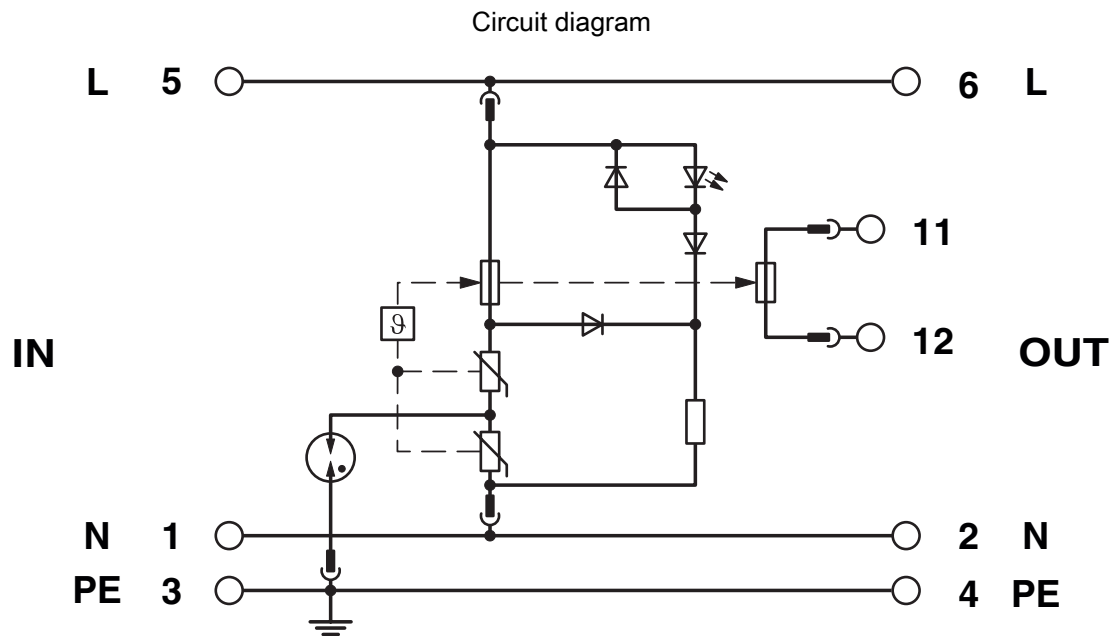 Circuit diagram
L 5 6 L
11
ϑ
IN 12 OUT
N 1 2 N
PE 3 4 PE